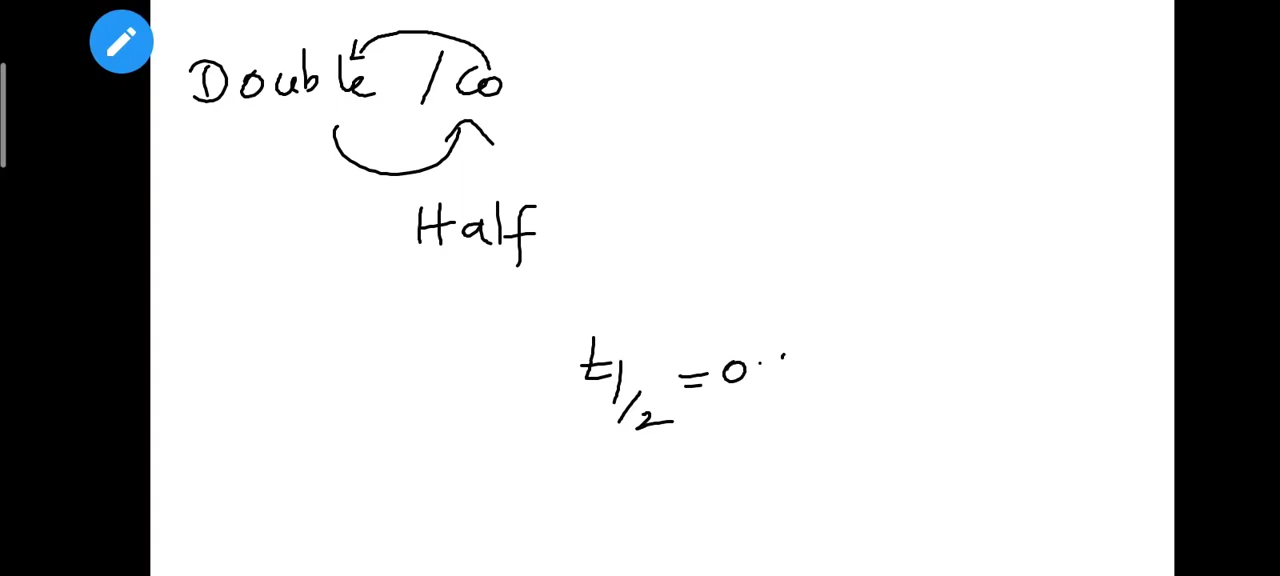 Double / Co
Half
t1/2 = 0..